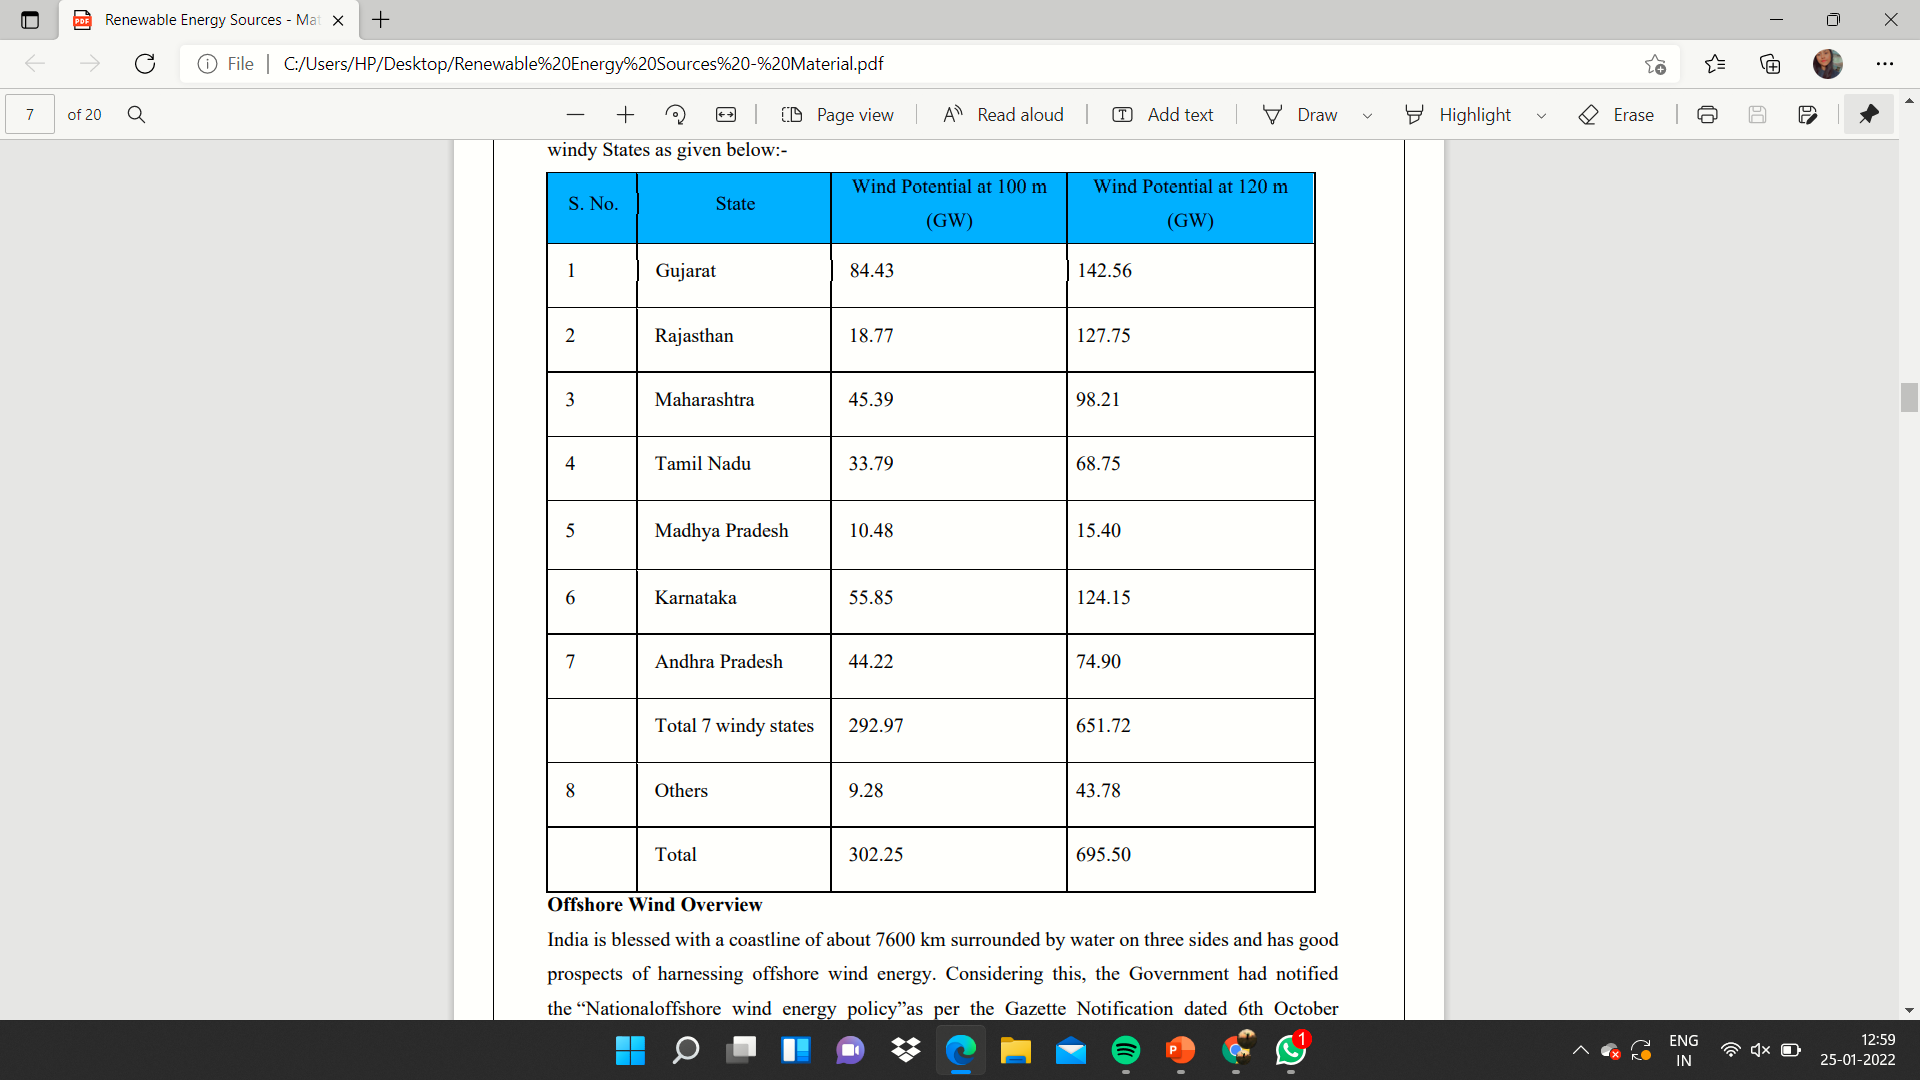 Renewable Energy Sources - Mat
File
C:/Users/HP/Desktop/Renewable%20Energy%20Sources%20-%20Material.pdf
7 of 20 Page view Read aloud Add text Draw Highlight Erase
windy States as given below:-
S. No. State Wind Potential at 100 m (GW) Wind Potential at 120 m (GW)
1 Gujarat 84.43 142.56
2 Rajasthan 18.77 127.75
3 Maharashtra 45.39 98.21
4 Tamil Nadu 33.79 68.75
5 Madhya Pradesh 10.48 15.40
6 Karnataka 55.85 124.15
7 Andhra Pradesh 44.22 74.90
Total 7 windy states 292.97 651.72
8 Others 9.28 43.78
Total 302.25 695.50
Offshore Wind Overview
India is blessed with a coastline of about 7600 km surrounded by water on three sides and has good
prospects of harnessing offshore wind energy. Considering this, the Government had notified
the “Nationaloffshore wind energy policy”as per the Gazette Notification dated 6th October
1
ENG
IN
12:59
25-01-2022